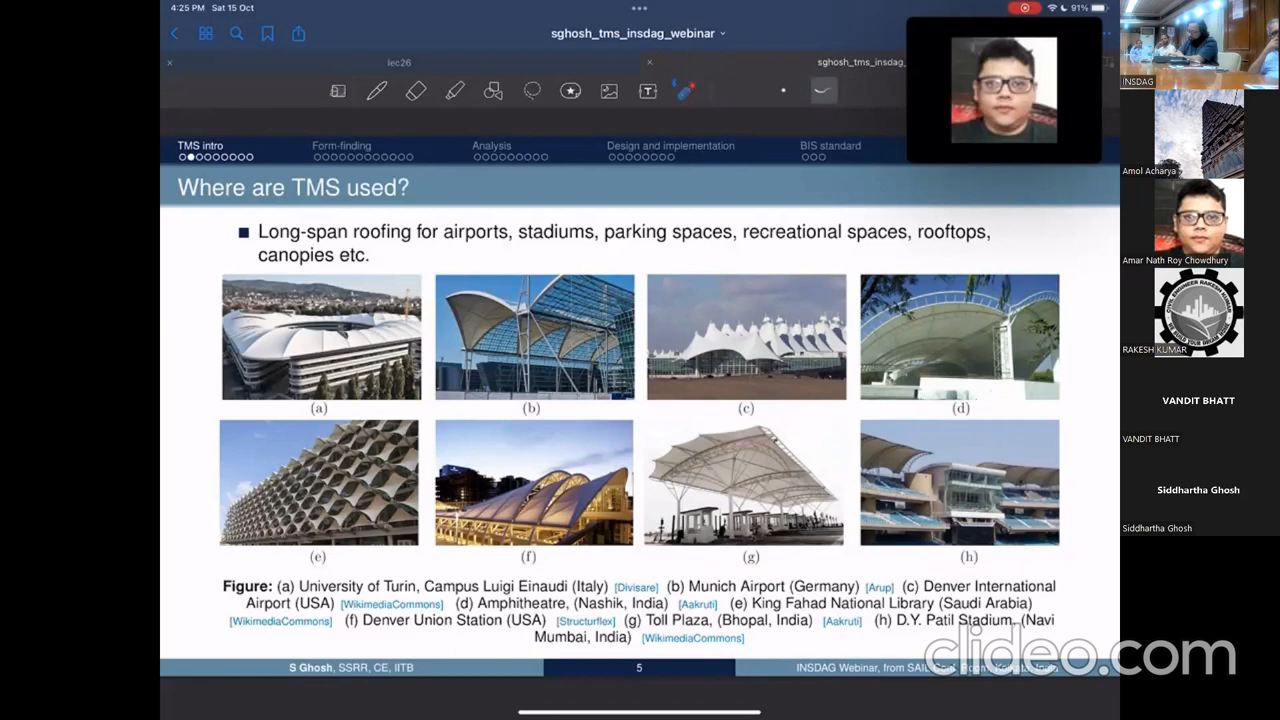 4:25 PM Sat 15 Oct
91%
sghosh_tms_insdag_webinar
lec26
sghosh_tms_insdag_
TMS intro
Form-finding
Analysis
Design and implementation
BIS standard
Where are TMS used?
Long-span roofing for airports, stadiums, parking spaces, recreational spaces, rooftops,
canopies etc.
(a)
(b)
(c)
(d)
(e)
(f)
(g)
(h)
Figure: (a) University of Turin, Campus Luigi Einaudi (Italy) [Divisare] (b) Munich Airport (Germany) [Arup] (c) Denver International
Airport (USA) [WikimediaCommons] (d) Amphitheatre, (Nashik, India) [Aakruti] (e) King Fahad National Library (Saudi Arabia)
[WikimediaCommons] (f) Denver Union Station (USA) [Structurflex] (g) Toll Plaza, (Bhopal, India) [Aakruti] (h) D.Y. Patil Stadium, (Navi
Mumbai, India) [WikimediaCommons]
S Ghosh, SSRR, CE, IITB
5
INSDAG Webinar, from SAIL Conf. Room, Kolkata, India
clideo.com
INSDAG
Amol Acharya
Amar Nath Roy Chowdhury
RAKESH KUMAR
VANDIT BHATT
VANDIT BHATT
Siddhartha Ghosh
Siddhartha Ghosh